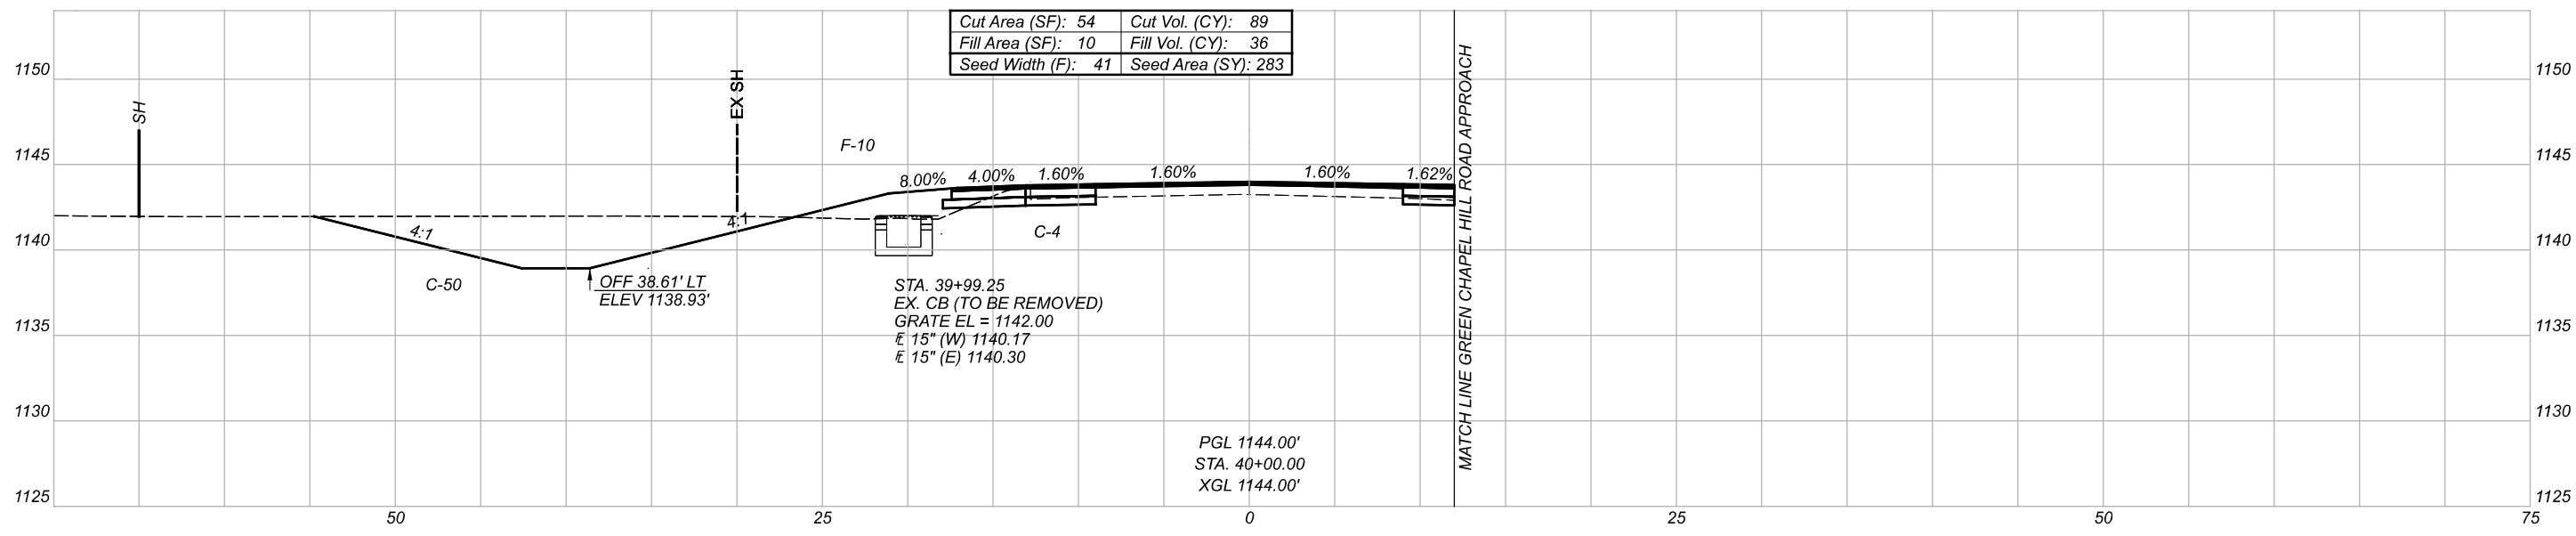 Cut Area (SF): 54 Cut Vol. (CY): 89
Fill Area (SF): 10 Fill Vol. (CY): 36
Seed Width (F): 41 Seed Area (SY): 283
1150
1145
1140
1135
1130
1125
SH
EX SH
F-10
8.00%
4.00%
1.60%
1.60%
1.60%
1.62%
4:1
4:1
C-50
C-4
OFF 38.61' LT
ELEV 1138.93'
STA. 39+99.25
EX. CB (TO BE REMOVED)
GRATE EL = 1142.00
15" (W) 1140.17
15" (E) 1140.30
MATCH LINE GREEN CHAPEL HILL ROAD APPROACH
PGL 1144.00'
STA. 40+00.00
XGL 1144.00'
1150
1145
1140
1135
1130
1125
50
25
0
25
50
75